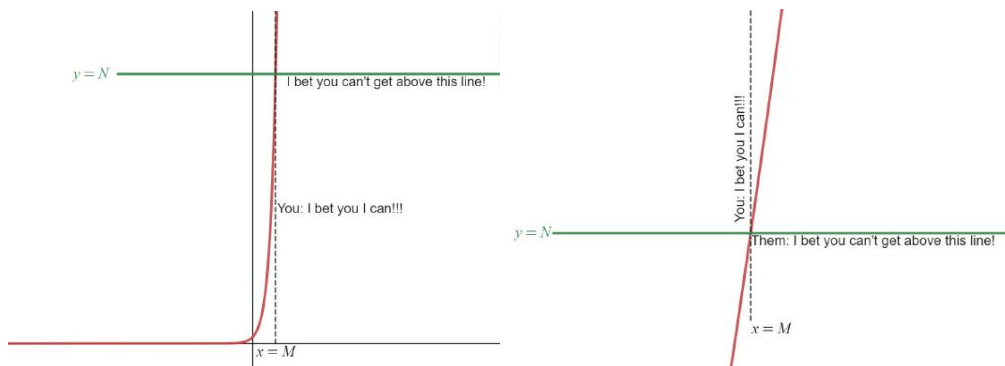 y = N
I bet you can't get above this line!
You: I bet you I can!!!
x = M
You: I bet you I can!!!
y = N
Them: I bet you can't get above this line!
x = M